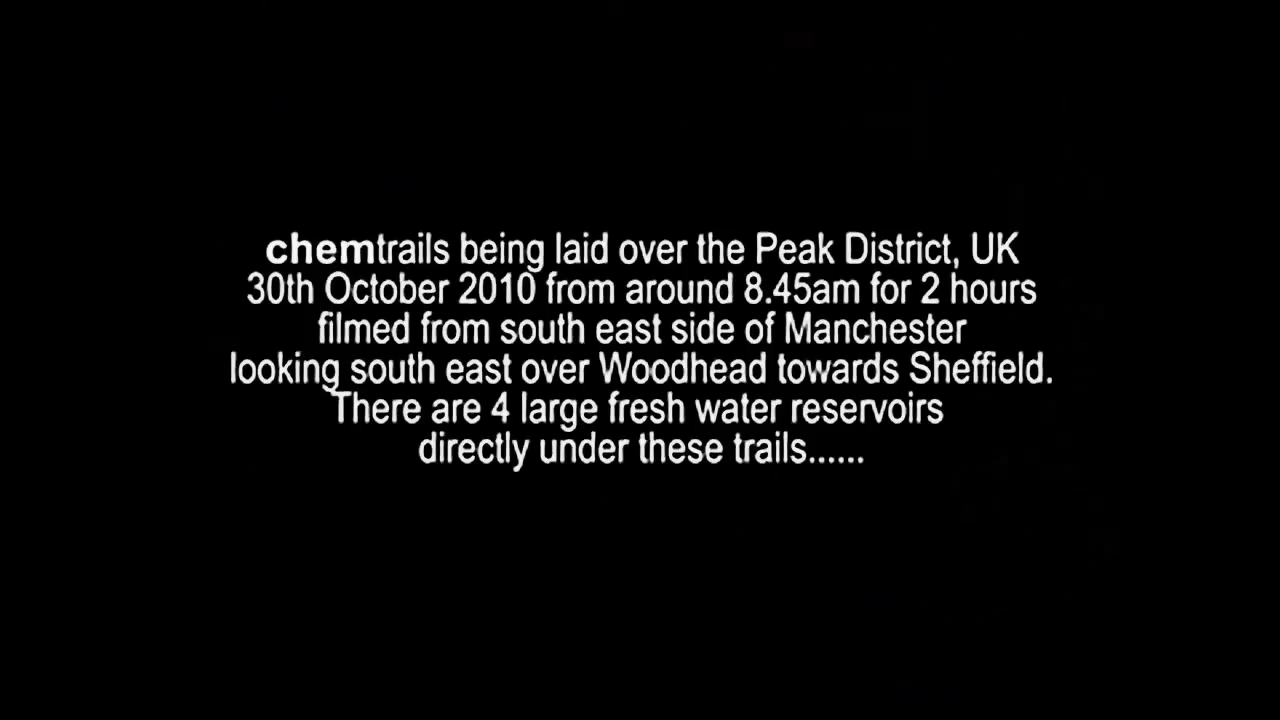 chemtrails being laid over the Peak District, UK
30th October 2010 from around 8.45am for 2 hours
filmed from south east side of Manchester
looking south east over Woodhead towards Sheffield.
There are 4 large fresh water reservoirs
directly under these trails......